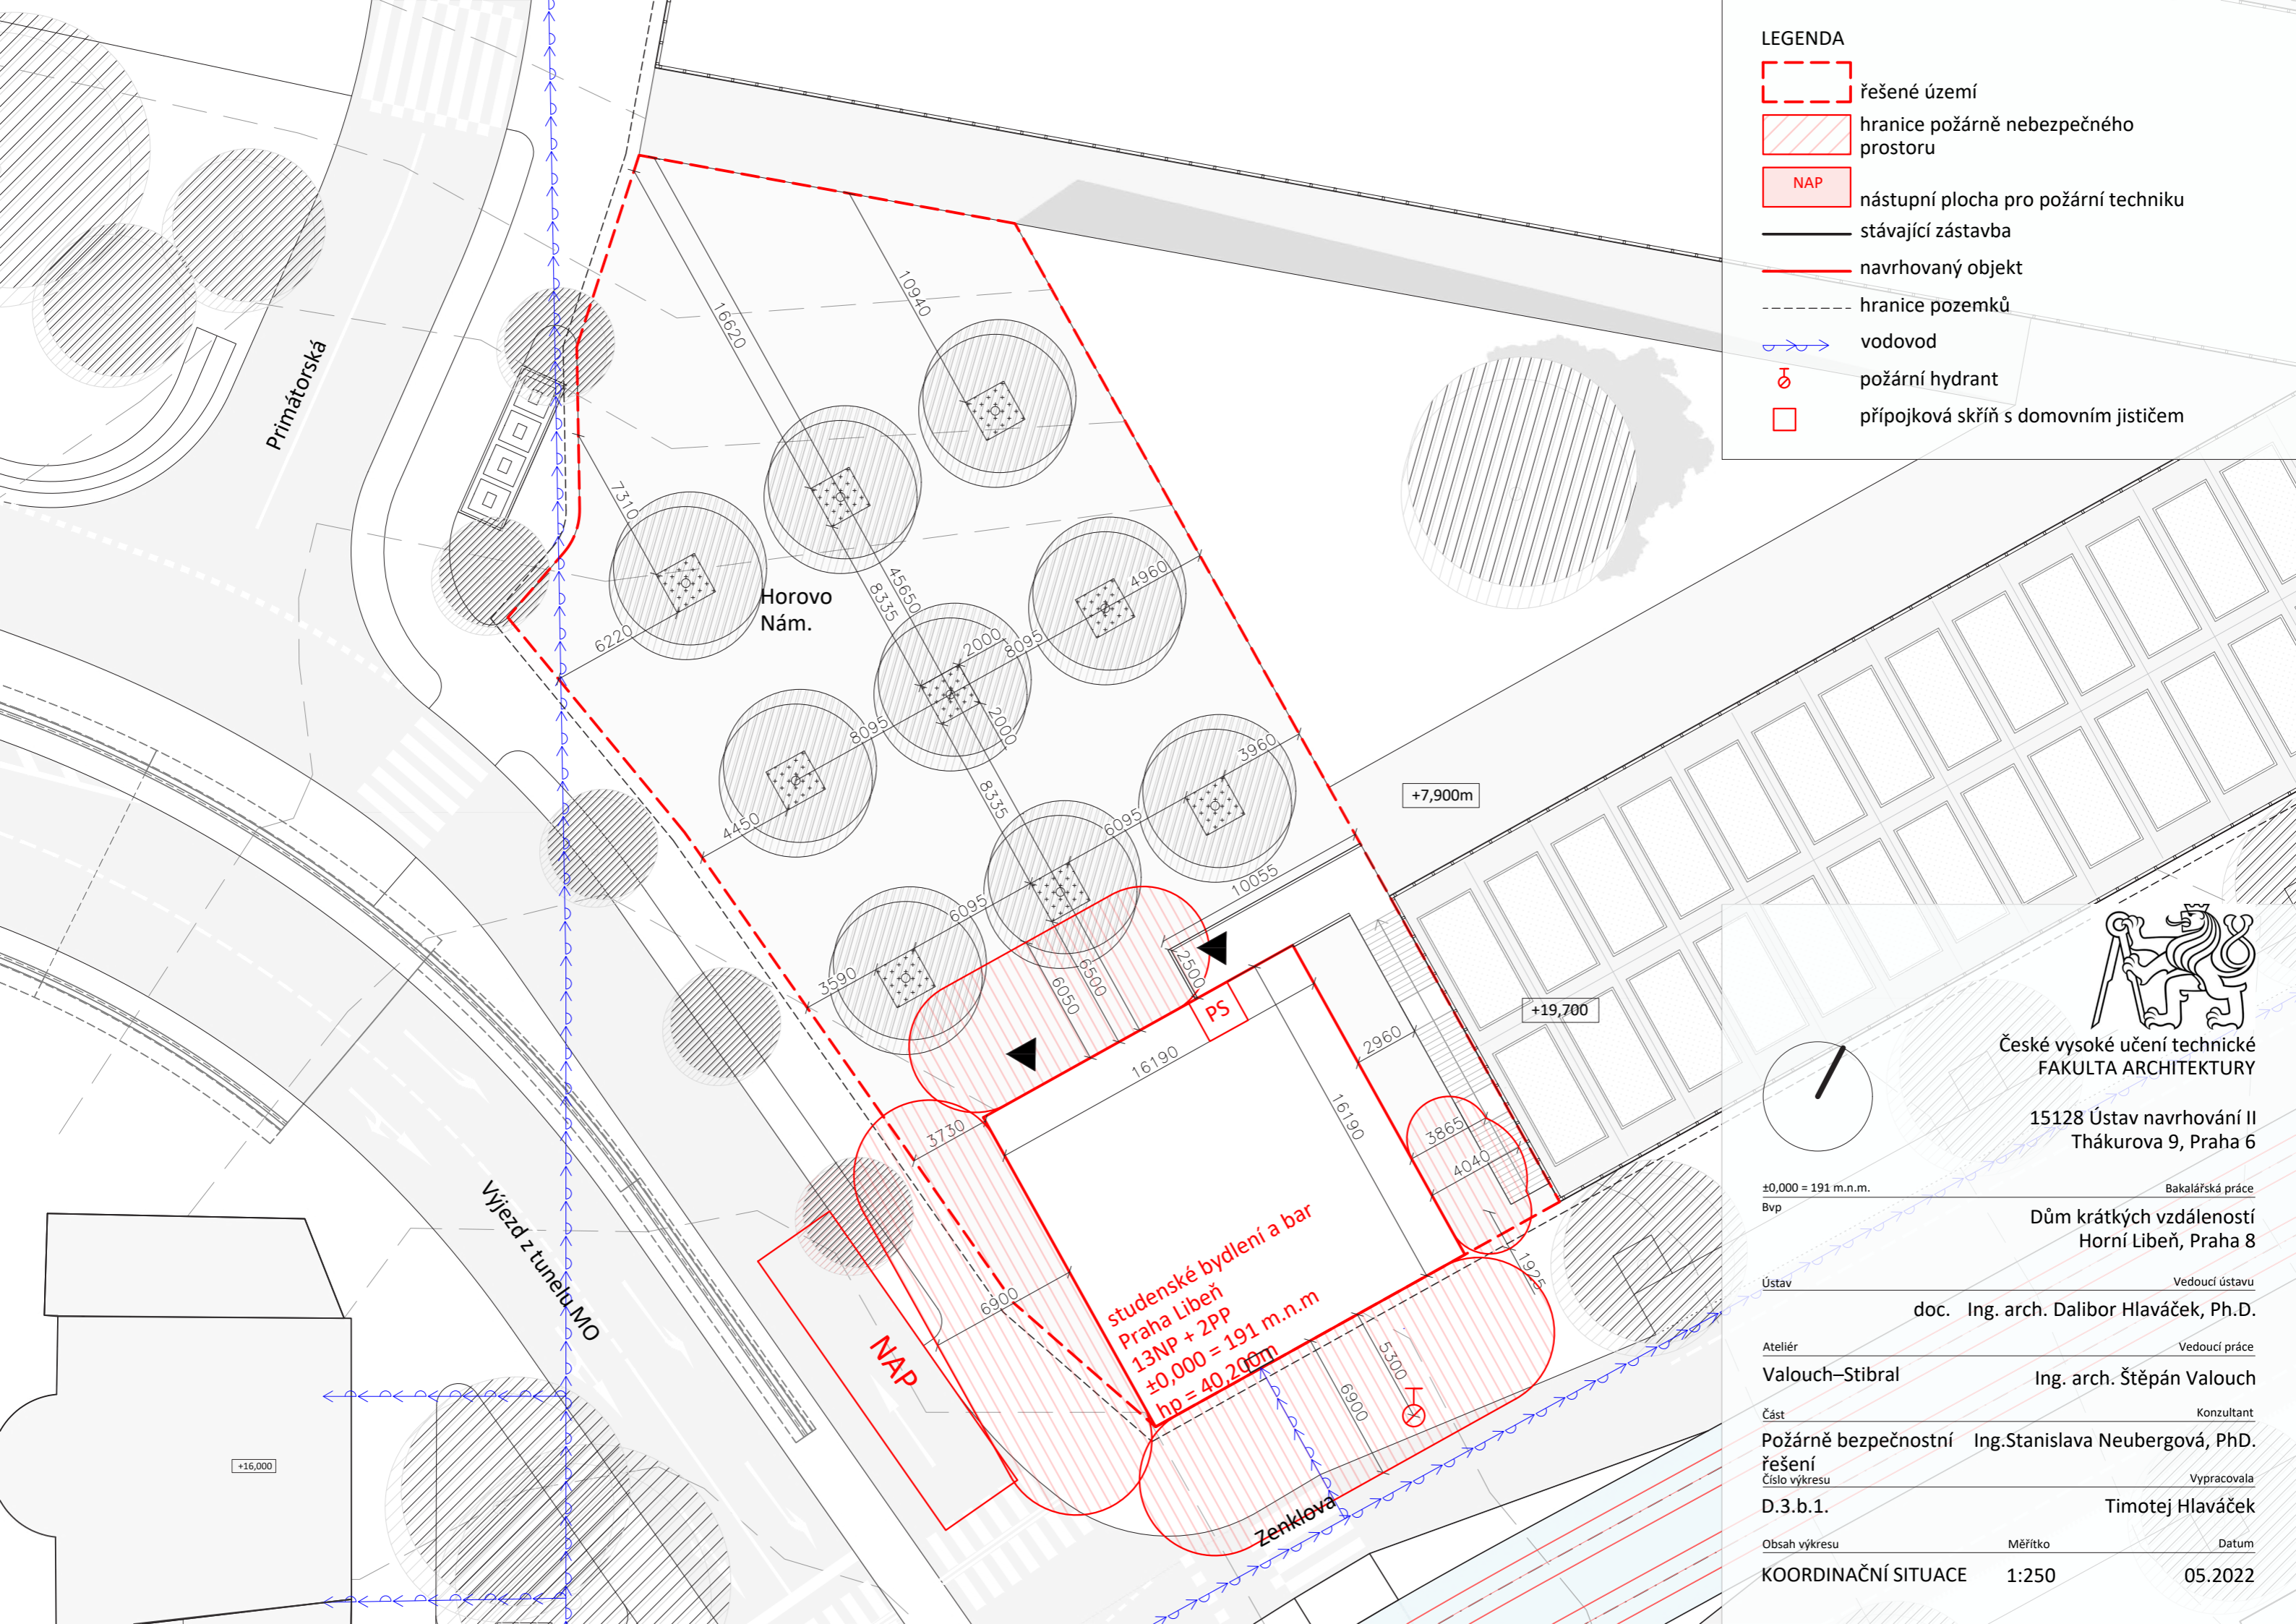 LEGENDA
řešené území
hranice požárně nebezpečného
prostoru
NAP
nástupní plocha pro požární techniku
stávající zástavba
navrhovaný objekt
hranice pozemků
vodovod
požární hydrant
přípojková skříň s domovním jističem
Primátorská
16620
10940
7310
45650
8335
4960
Horovo
Nám.
6220
2000
8095
2000
8095
8335
3960
4450
6095
10055
6095
3590
2500
6500
6050
PS
16190
2960
16190
3730
3865
4040
1925
6900
5300
6900
+7,900m
+19,700
+16,000
Výjezd z tunelu MO
NAP
studenské bydlení a bar
Praha Libeň
13NP + 2PP
±0,000 = 191 m.n.m
hp = 40,200m
Zenklova
České vysoké učení technické
FAKULTA ARCHITEKTURY
15128 Ústav navrhování II
Thákurova 9, Praha 6
±0,000 = 191 m.n.m. Bakalářská práce
Bvp
Dům krátkých vzdáleností
Horní Libeň, Praha 8
Ústav Vedoucí ústavu
doc. Ing. arch. Dalibor Hlaváček, Ph.D.
Ateliér Vedoucí práce
Valouch–Stibral Ing. arch. Štěpán Valouch
Část Konzultant
Požárně bezpečnostní Ing.Stanislava Neubergová, PhD.
řešení
Číslo výkresu Vypracovala
D.3.b.1. Timotej Hlaváček
Obsah výkresu Měřítko Datum
KOORDINAČNÍ SITUACE 1:250 05.2022